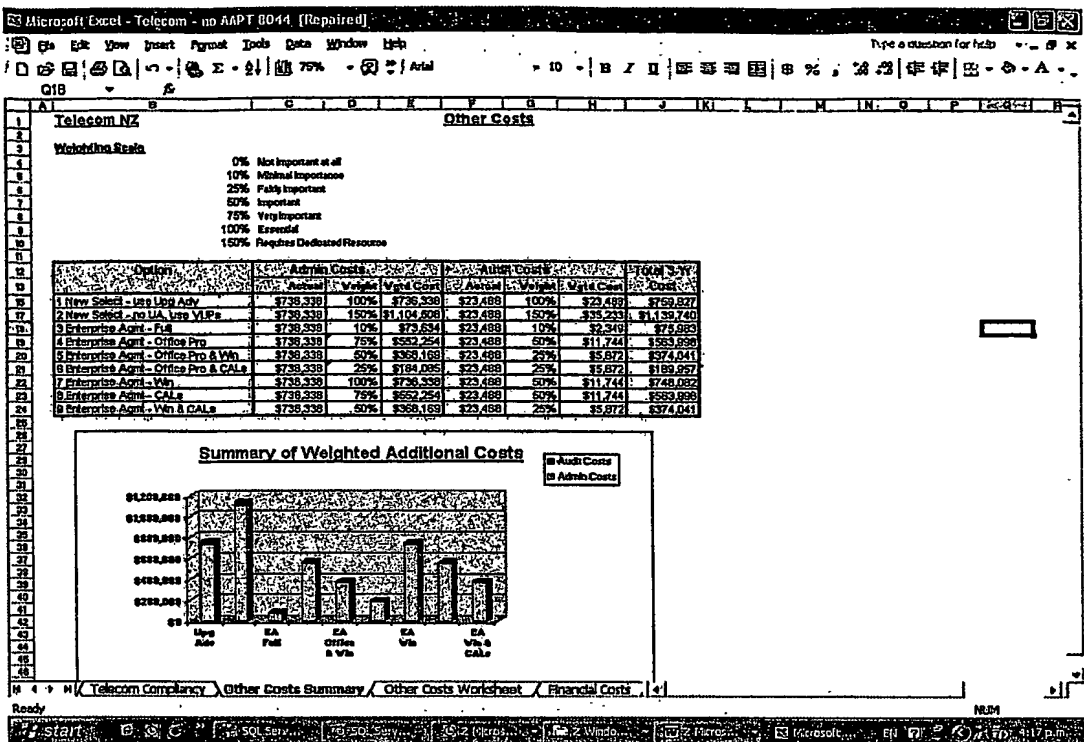 Microsoft Excel - Telecom - no AAPT 8044 [Repaired]
File Edit View Insert Format Tools Data Window Help
Type a question for help
75%
Arial
10
Q18
Telecom NZ
Other Costs
Weighting Scale
0% Not important at all
10% Minimal Importance
25% Fairly Important
50% Important
75% Very Important
100% Essential
150% Requires Dedicated Resource
Option Admin Costs Audit Costs Total 3-Yr
Actual Weight Wgtd Cost Actual Weight Wgtd Cost Cost
1 New Select - use Upg Adv $736,338 100% $736,338 $23,488 100% $23,489 $759,827
2 New Select - no UA, use VUPs $736,338 150% $1,104,508 $23,488 150% $35,233 $1,139,740
3 Enterprise Agmt - Full $736,338 10% $73,634 $23,488 10% $2,349 $75,983
4 Enterprise Agmt - Office Pro $736,338 75% $552,254 $23,488 50% $11,744 $563,998
5 Enterprise Agmt - Office Pro & Win $736,338 50% $368,169 $23,488 25% $5,872 $374,041
6 Enterprise Agmt - Office Pro & CALs $736,338 25% $184,085 $23,488 25% $5,872 $189,957
7 Enterprise Agmt - Win $736,338 100% $736,338 $23,488 50% $11,744 $748,082
8 Enterprise Agmt - CALs $736,338 75% $552,254 $23,488 50% $11,744 $563,998
9 Enterprise Agmt - Win & CALs $736,338 50% $368,169 $23,488 25% $5,872 $374,041
Summary of Weighted Additional Costs
Audit Costs
Admin Costs
$1,200,000
$1,000,000
$800,000
$600,000
$400,000
$200,000
$0
Upg Adv
EA Full
EA Office & Win
EA Win
EA Win & CALs
Telecom Compliancy Other Costs Summary Other Costs Worksheet Financial Costs
Ready
NUM
start
SQL Serv...
SQL Serv...
2 Micros...
2 Windo...
2 Micros...
Microsoft...
EN
4:17 p.m.